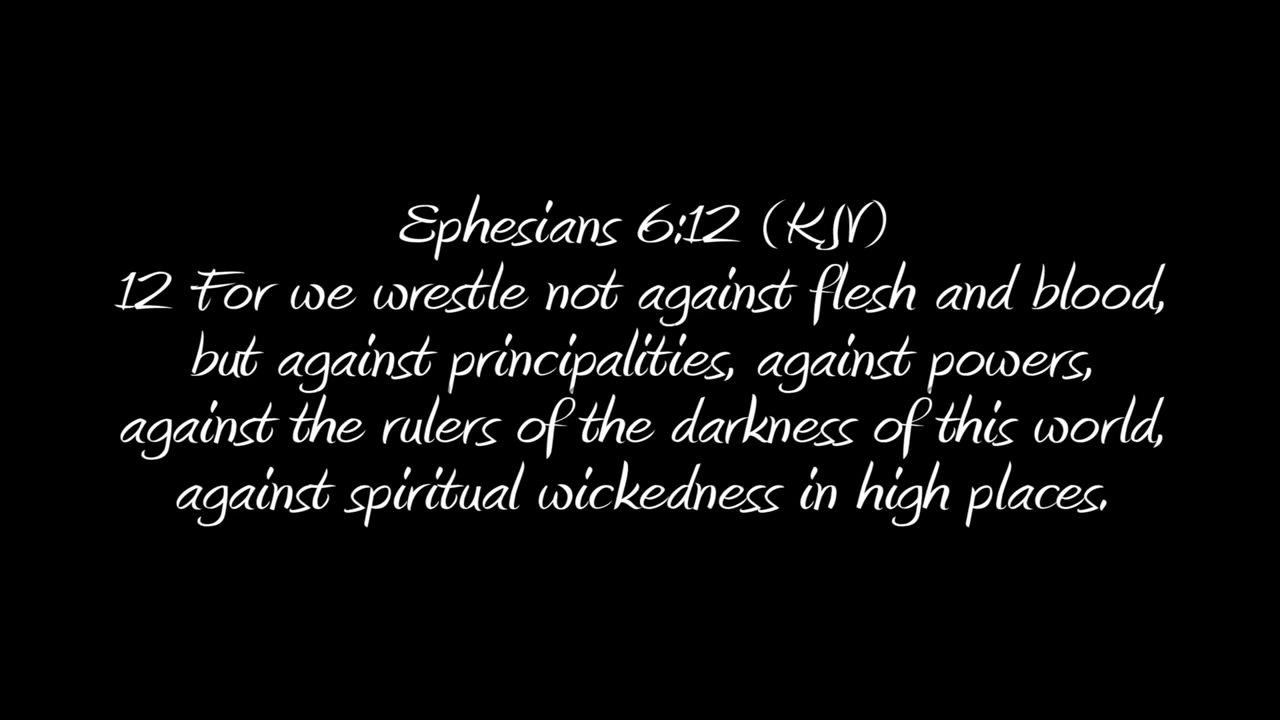 Ephesians 6:12 (KJV)
12 For we wrestle not against flesh and blood,
but against principalities, against powers,
against the rulers of the darkness of this world,
against spiritual wickedness in high places.